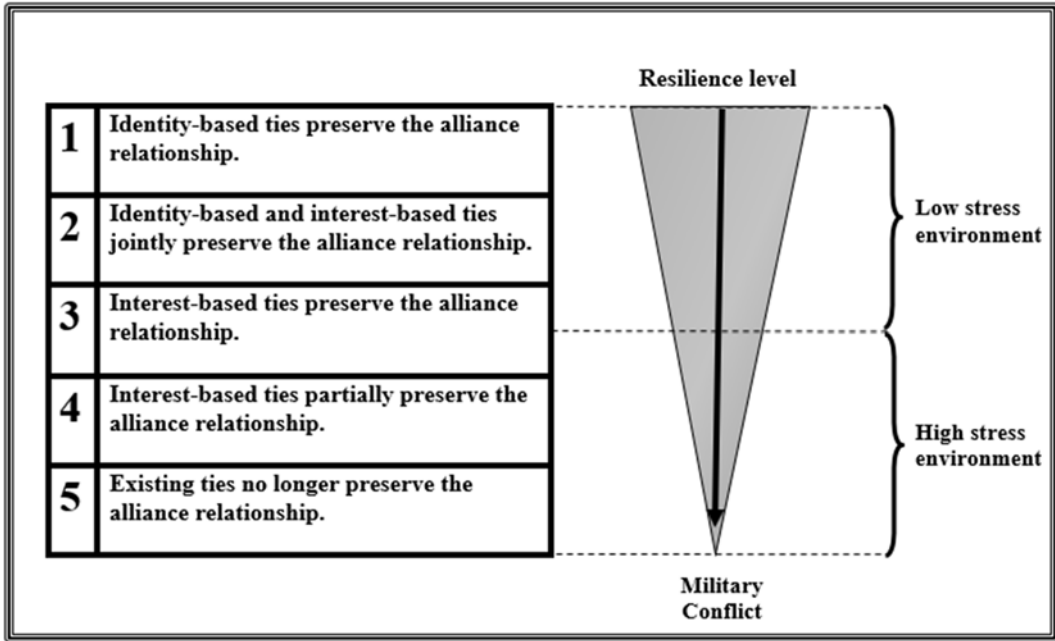 Resilience level
1
Identity-based ties preserve the alliance
relationship.
2
Identity-based and interest-based ties
jointly preserve the alliance relationship.
3
Interest-based ties preserve the alliance
relationship.
4
Interest-based ties partially preserve the
alliance relationship.
5
Existing ties no longer preserve the
alliance relationship.
Low stress
environment
High stress
environment
Military
Conflict